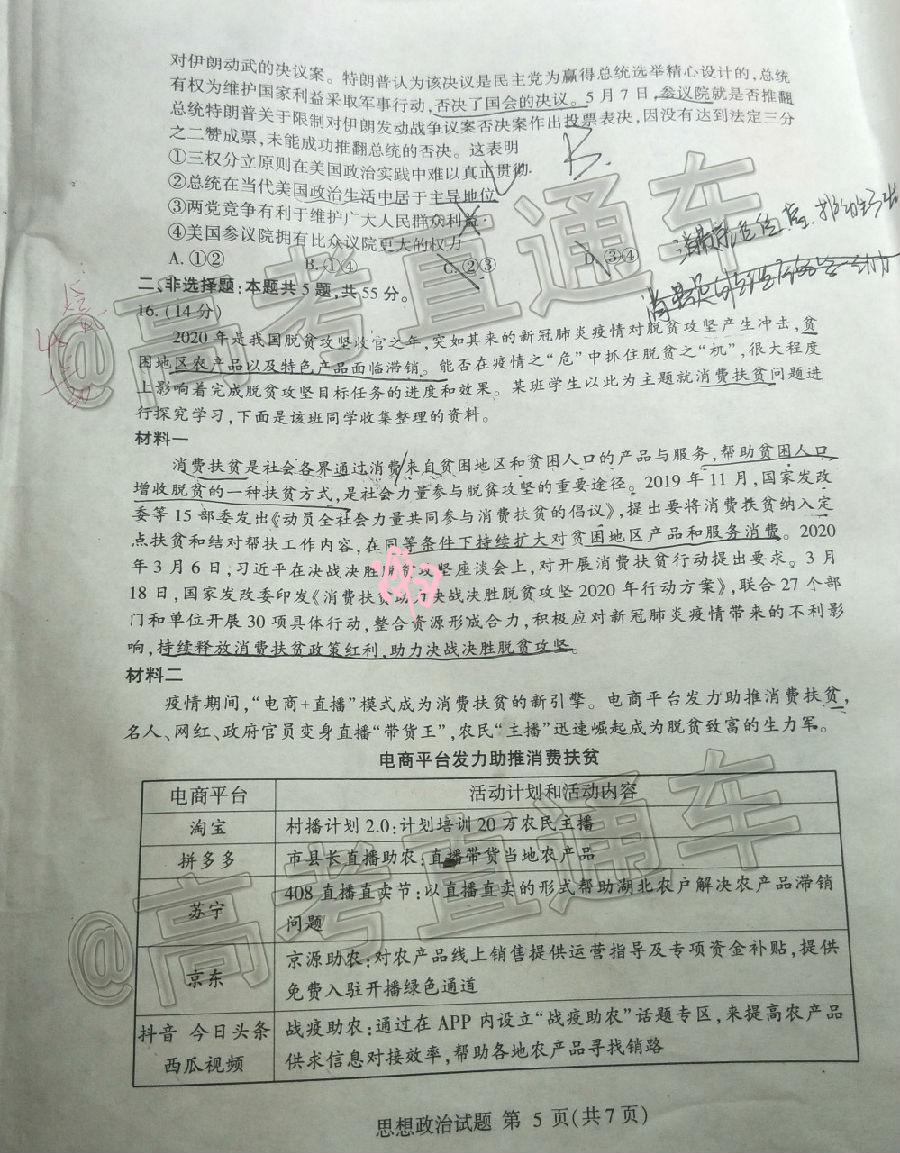 对伊朗动武的决议案。特朗普认为该决议是民主党为赢得总统选举精心设计的,总统
有权为维护国家利益采取军事行动,否决了国会的决议。5月7日,参议院就是否推翻
总统特朗普关于限制对伊朗发动战争议案否决案作出投票表决,因没有达到法定三分
之二赞成票,未能成功推翻总统的否决。这表明
①三权分立原则在美国政治实践中难以真正贯彻
②总统在当代美国政治生活中居于主导地位
③两党竞争有利于维护广大人民群众利益
④美国参议院拥有比众议院更大的权力
A.①② B.①④ C.②③ D.③④
B.
二、非选择题:本题共5题,共55分。
16.(14分)
2020年是我国脱贫攻坚收官之年,突如其来的新冠肺炎疫情对脱贫攻坚产生冲击,贫
困地区农产品以及特色产品面临滞销。能否在疫情之“危”中抓住脱贫之“机”,很大程度
上影响着完成脱贫攻坚目标任务的进度和效果。某班学生以此为主题就消费扶贫问题进
行探究学习,下面是该班同学收集整理的资料。
材料一
消费扶贫是社会各界通过消费来自贫困地区和贫困人口的产品与服务,帮助贫困人口
增收脱贫的一种扶贫方式,是社会力量参与脱贫攻坚的重要途径。2019年11月,国家发改
委等15部委发出《动员全社会力量共同参与消费扶贫的倡议》,提出要将消费扶贫纳入定
点扶贫和结对帮扶工作内容,在同等条件下持续扩大对贫困地区产品和服务消费。2020
年3月6日,习近平在决战决胜脱贫攻坚座谈会上,对开展消费扶贫行动提出要求。3月
18日,国家发改委印发《消费扶贫助力决战决胜脱贫攻坚2020年行动方案》,联合27个部
门和单位开展30项具体行动,整合资源形成合力,积极应对新冠肺炎疫情带来的不利影
响,持续释放消费扶贫政策红利,助力决战决胜脱贫攻坚。
材料二
疫情期间,“电商+直播”模式成为消费扶贫的新引擎。电商平台发力助推消费扶贫,
名人、网红、政府官员变身直播“带货王”,农民“主播”迅速崛起成为脱贫致富的生力军。
电商平台发力助推消费扶贫
电商平台 活动计划和活动内容
淘宝 村播计划2.0:计划培训20万农民主播
拼多多 市县长直播助农:直播带货当地农产品
苏宁 408直播直卖节:以直播直卖的形式帮助湖北农户解决农产品滞销
问题
京东 京源助农:对农产品线上销售提供运营指导及专项资金补贴,提供
免费入驻开播绿色通道
抖音 今日头条 战疫助农:通过在APP内设立“战疫助农”话题专区,来提高农产品
西瓜视频 供求信息对接效率,帮助各地农产品寻找销路
思想政治试题 第5页(共7页)
@高考直通车
@高考直通车